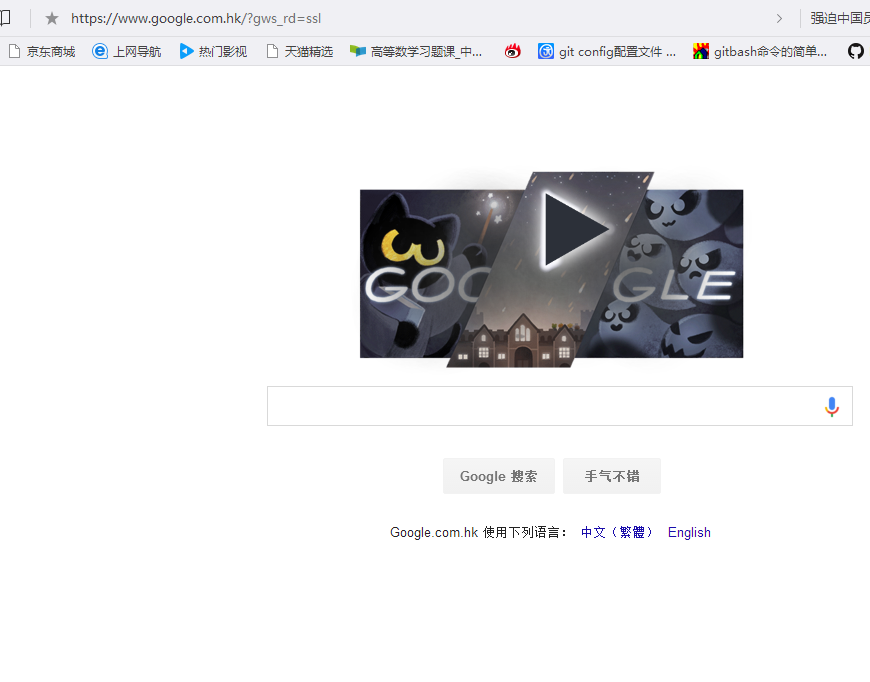 https://www.google.com.hk/?gws_rd=ssl 强迫中国
京东商城 上网导航 热门影视 天猫精选 高等数学习题课_中... git config配置文件 ... gitbash命令的简单...
GOOGLE
Google 搜索 手气不错
Google.com.hk 使用下列语言: 中文（繁體） English